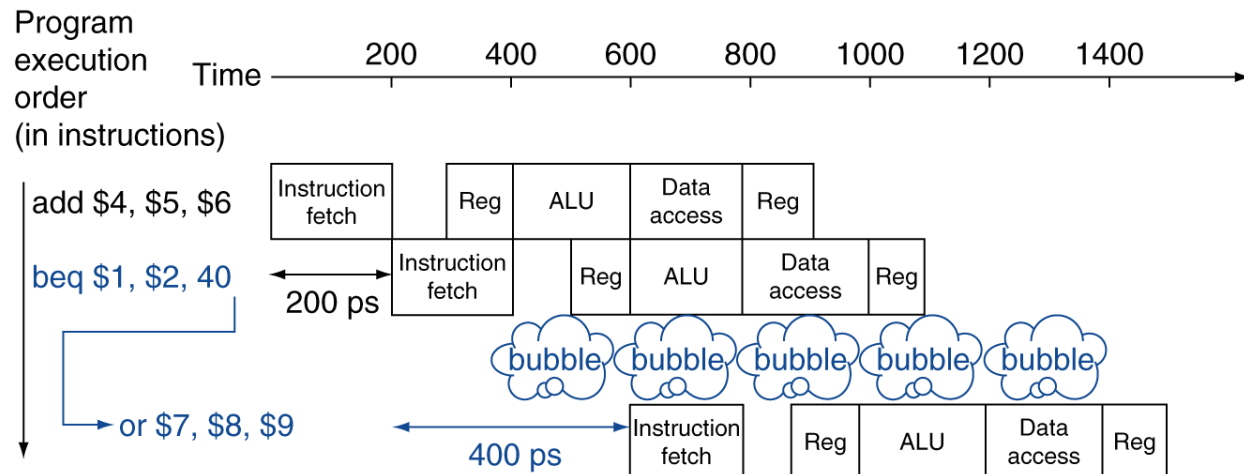 Program
execution
order
(in instructions)
Time
200 400 600 800 1000 1200 1400
add $4, $5, $6
Instruction
fetch
Reg
ALU
Data
access
Reg
beq $1, $2, 40
200 ps
Instruction
fetch
Reg
ALU
Data
access
Reg
bubble bubble bubble bubble bubble
or $7, $8, $9
400 ps
Instruction
fetch
Reg
ALU
Data
access
Reg